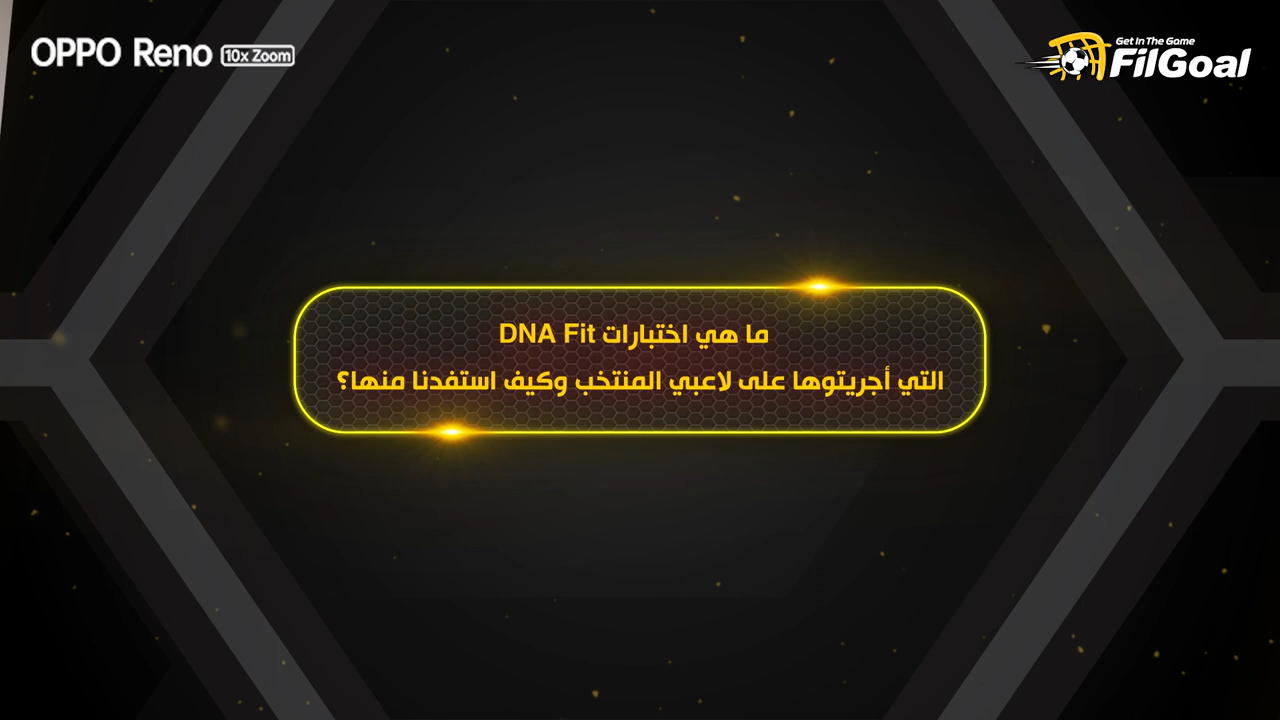 OPPO Reno 10x Zoom
Get In The Game
FilGoal
ما هي اختبارات DNA Fit
التي أجريتوها على لاعبي المنتخب وكيف استفدنا منها؟